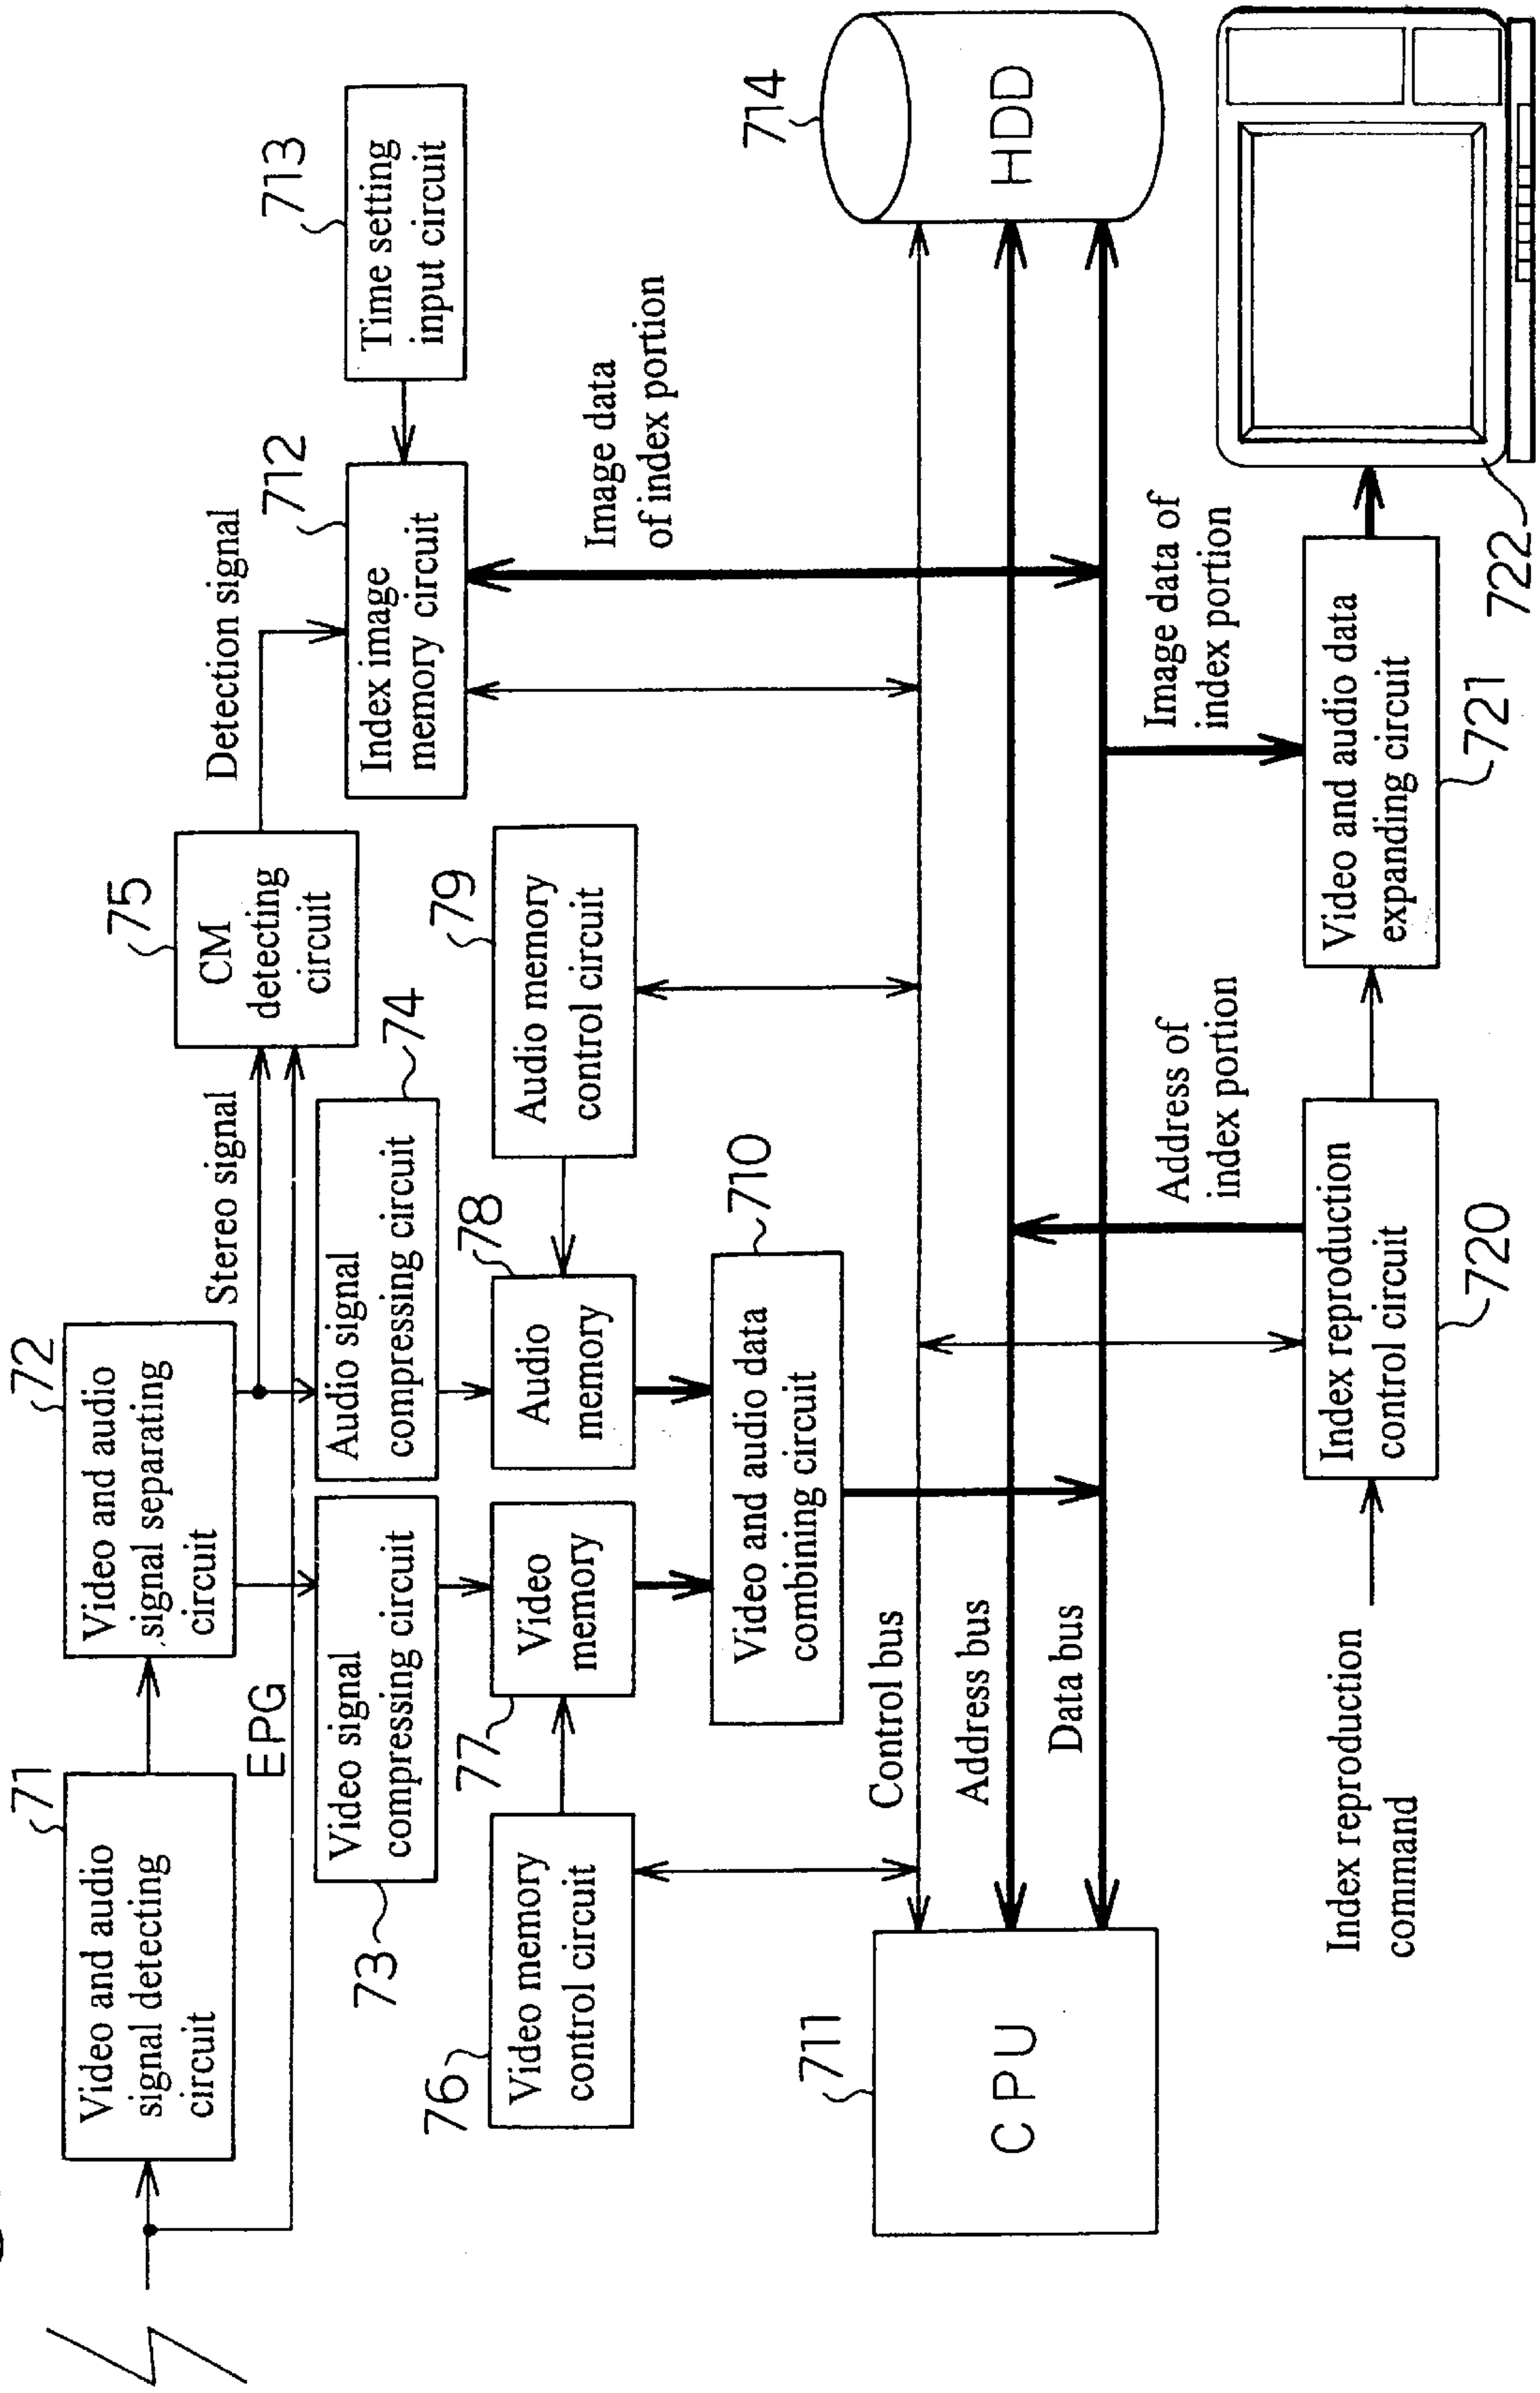 71
Video and audio
signal detecting
circuit
72
Video and audio
signal separating
circuit
EPG
Stereo signal
75
CM
detecting
circuit
Detection signal
73
Video signal
compressing circuit
Audio signal
compressing circuit
74
712
Index image
memory circuit
713
Time setting
input circuit
76
Video memory
control circuit
77
Video
memory
78
Audio
memory
79
Audio memory
control circuit
Image data
of index portion
Video and audio data
combining circuit
710
711
CPU
Control bus
Address bus
Data bus
714
HDD
Address of
index portion
Image data of
index portion
Index reproduction
command
Index reproduction
control circuit
720
Video and audio data
expanding circuit
721
722